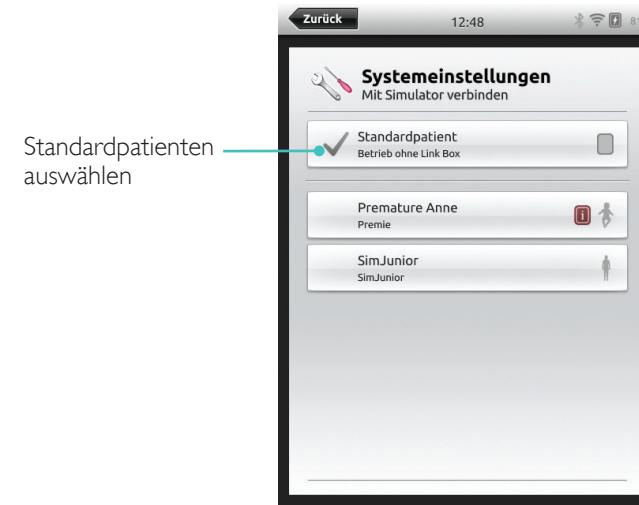 Zurück
12:48
Systemeinstellungen
Mit Simulator verbinden
Standardpatienten
auswählen
Standardpatient
Betrieb ohne Link Box
Premature Anne
Premie
SimJunior
SimJunior